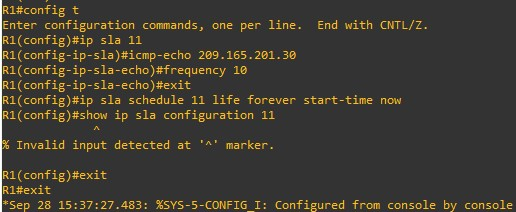 R1#config t
Enter configuration commands, one per line.  End with CNTL/Z.
R1(config)#ip sla 11
R1(config-ip-sla)#icmp-echo 209.165.201.30
R1(config-ip-sla-echo)#frequency 10
R1(config-ip-sla-echo)#exit
R1(config)#ip sla schedule 11 life forever start-time now
R1(config)#show ip sla configuration 11
             ^
% Invalid input detected at '^' marker.

R1(config)#exit
R1#exit
*Sep 28 15:37:27.483: %SYS-5-CONFIG_I: Configured from console by console